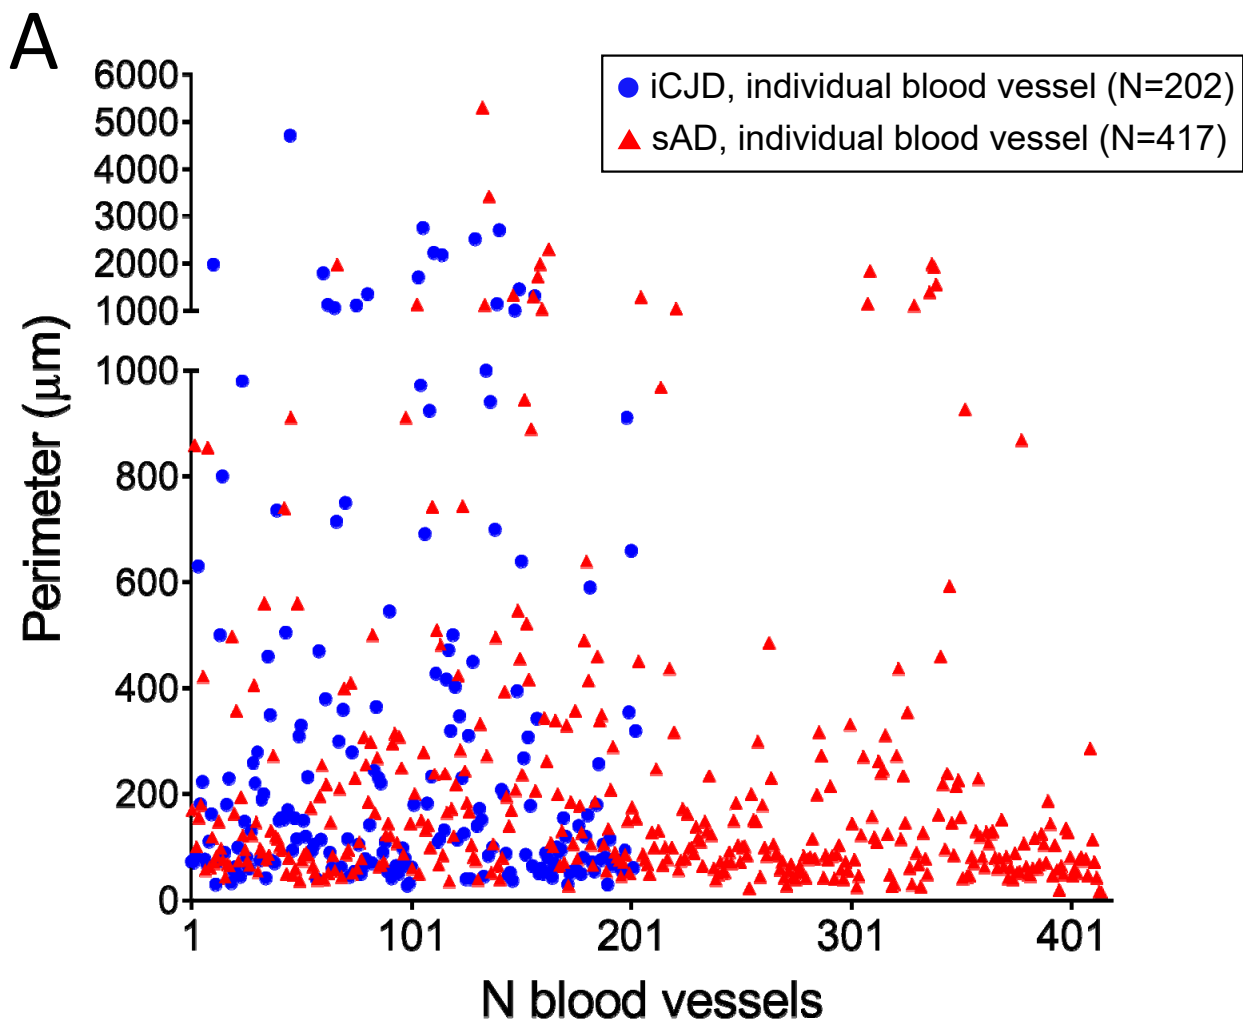 A
iCJD, individual blood vessel (N=202)
sAD, individual blood vessel (N=417)
6000
5000
4000
3000
2000
1000
1000
800
600
400
200
0
Perimeter (μm)
1 101 201 301 401
N blood vessels